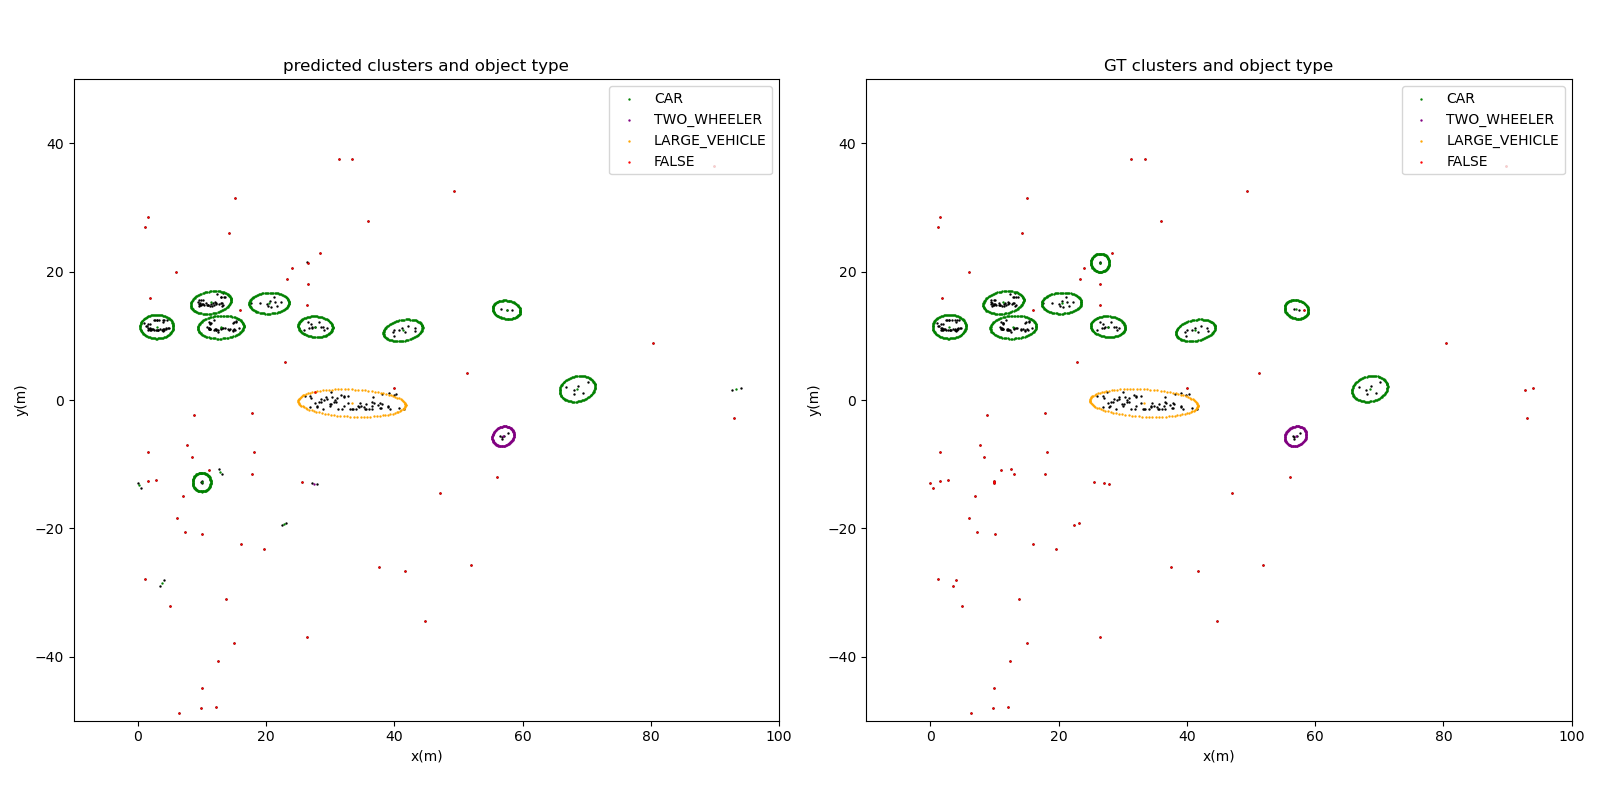 predicted clusters and object type
CAR
TWO_WHEELER
LARGE_VEHICLE
FALSE
40
20
0
−20
−40
y(m)
0
20
40
60
80
100
x(m)
GT clusters and object type
CAR
TWO_WHEELER
LARGE_VEHICLE
FALSE
40
20
0
−20
−40
y(m)
0
20
40
60
80
100
x(m)